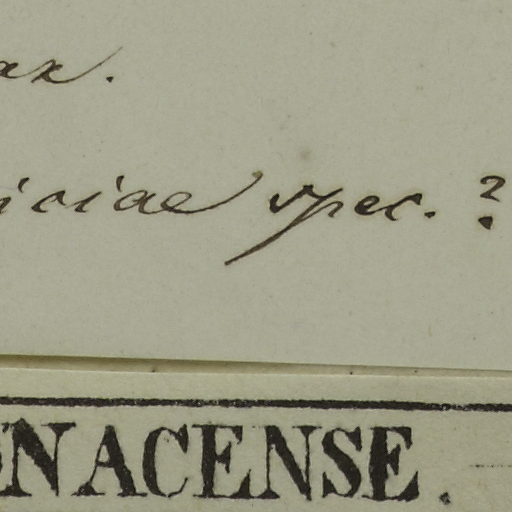 ax.
iciae spec. ?
NACENSE.